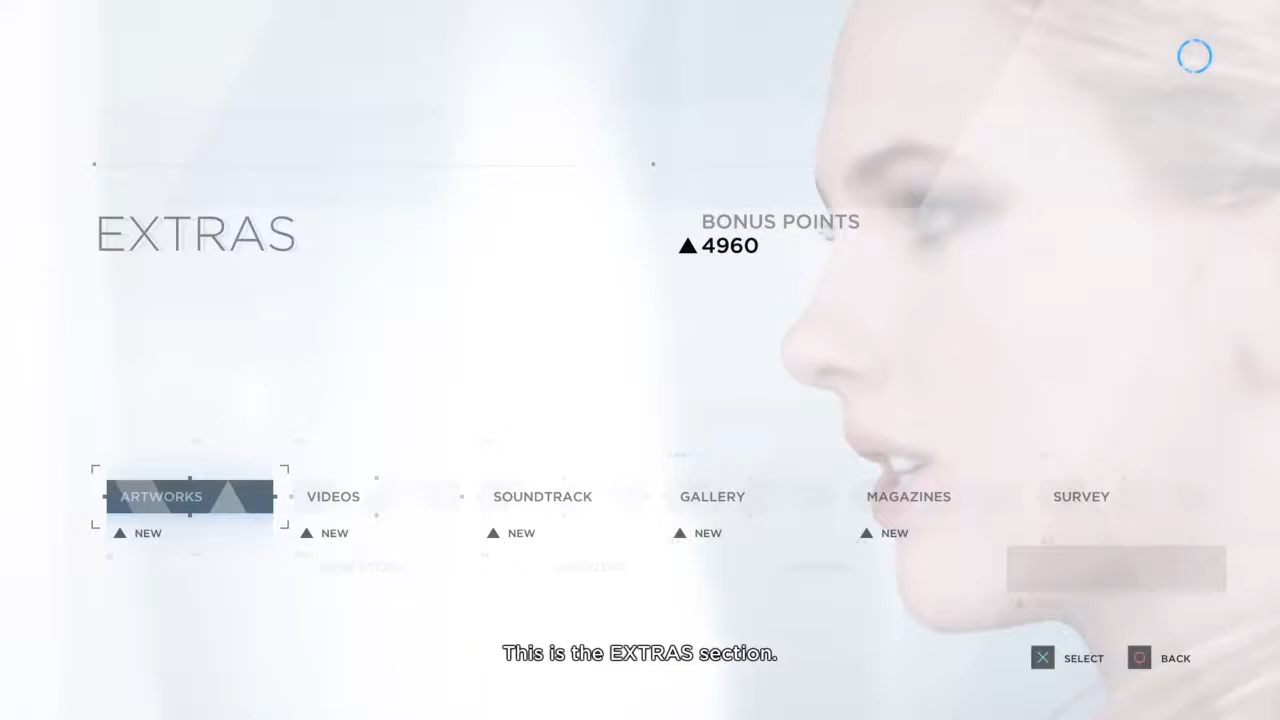 EXTRAS
BONUS POINTS
4960
ARTWORKS
VIDEOS
SOUNDTRACK
GALLERY
MAGAZINES
SURVEY
NEW
NEW
NEW
NEW
NEW
This is the EXTRAS section.
SELECT
BACK